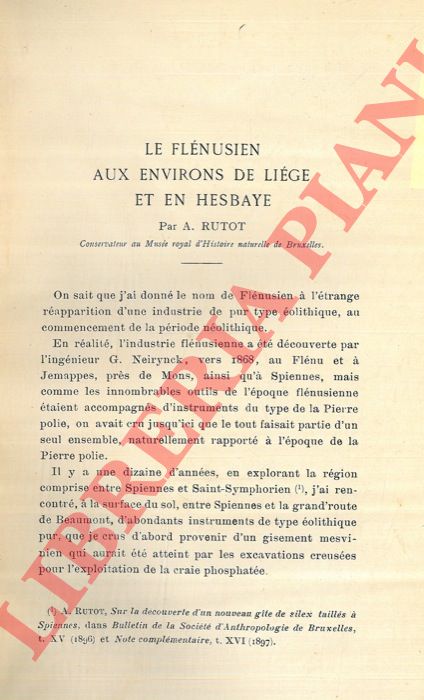 LE FLÉNUSIEN
AUX ENVIRONS DE LIÉGE
ET EN HESBAYE
Par A. RUTOT
Conservateur au Musée royal d'Histoire naturelle de Bruxelles.
On sait que j'ai donné le nom de Flénusien à l'étrange
réapparition d'une industrie de pur type éolithique, au
commencement de la période néolithique.
En réalité, l'industrie flénusienne a été découverte par
l'ingénieur G. Neirynck, vers 1868, au Flénu et à
Jemappes, près de Mons, ainsi qu'à Spiennes, mais
comme les innombrables outils de l'époque flénusienne
étaient accompagnés d'instruments du type de la Pierre
polie, on avait cru jusqu'ici que le tout faisait partie d'un
seul ensemble, naturellement rapporté à l'époque de la
Pierre polie.
Il y a une dizaine d'années, en explorant la région
comprise entre Spiennes et Saint-Symphorien (¹), j'ai ren-
contré, à la surface du sol, entre Spiennes et la grand'route
de Beaumont, d'abondants instruments de type éolithique
pur, que je crus d'abord provenir d'un gisement mesvi-
nien qui aurait été atteint par les excavations creusées
pour l'exploitation de la craie phosphatée.
(¹) A. RUTOT, Sur la découverte d'un nouveau gîte de silex taillés à
Spiennes, dans Bulletin de la Société d'Anthropologie de Bruxelles,
t. XV (1896) et Note complémentaire, t. XVI (1897).
LIBRERIA PIANI